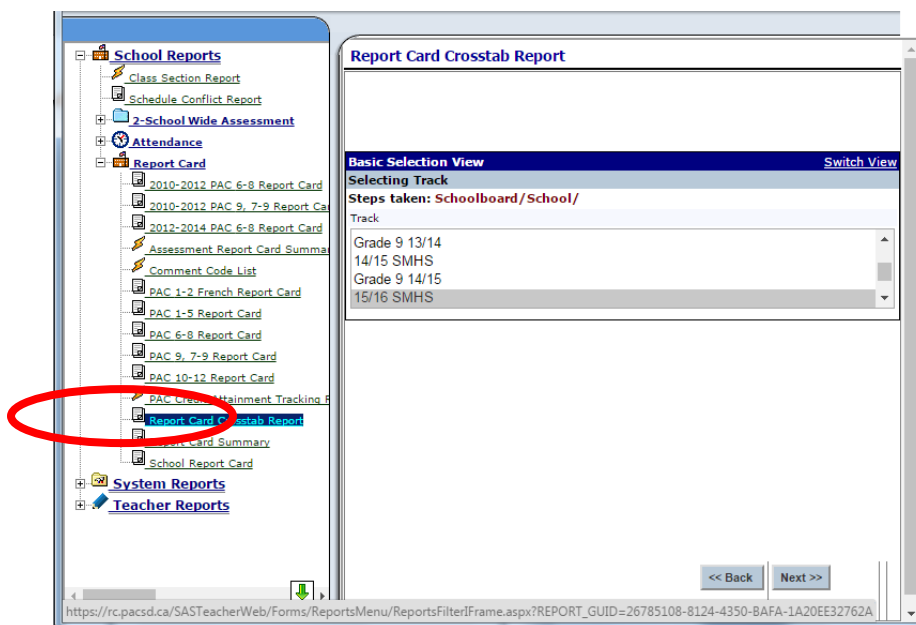 School Reports
Class Section Report
Schedule Conflict Report
2-School Wide Assessment
Attendance
Report Card
2010-2012 PAC 6-8 Report Card
2010-2012 PAC 9, 7-9 Report Ca
2012-2014 PAC 6-8 Report Card
Assessment Report Card Summa
Comment Code List
PAC 1-2 French Report Card
PAC 1-5 Report Card
PAC 6-8 Report Card
PAC 9, 7-9 Report Card
PAC 10-12 Report Card
PAC Credit Attainment Tracking
Report Card Crosstab Report
Report Card Summary
School Report Card
System Reports
Teacher Reports
Report Card Crosstab Report
Basic Selection View Switch View
Selecting Track
Steps taken: Schoolboard/School/
Track
Grade 9 13/14
14/15 SMHS
Grade 9 14/15
15/16 SMHS
<< Back Next >>
https://rc.pacsd.ca/SASTeacherWeb/Forms/ReportsMenu/ReportsFilterIFrame.aspx?REPORT_GUID=26785108-8124-4350-BAFA-1A20EE32762A